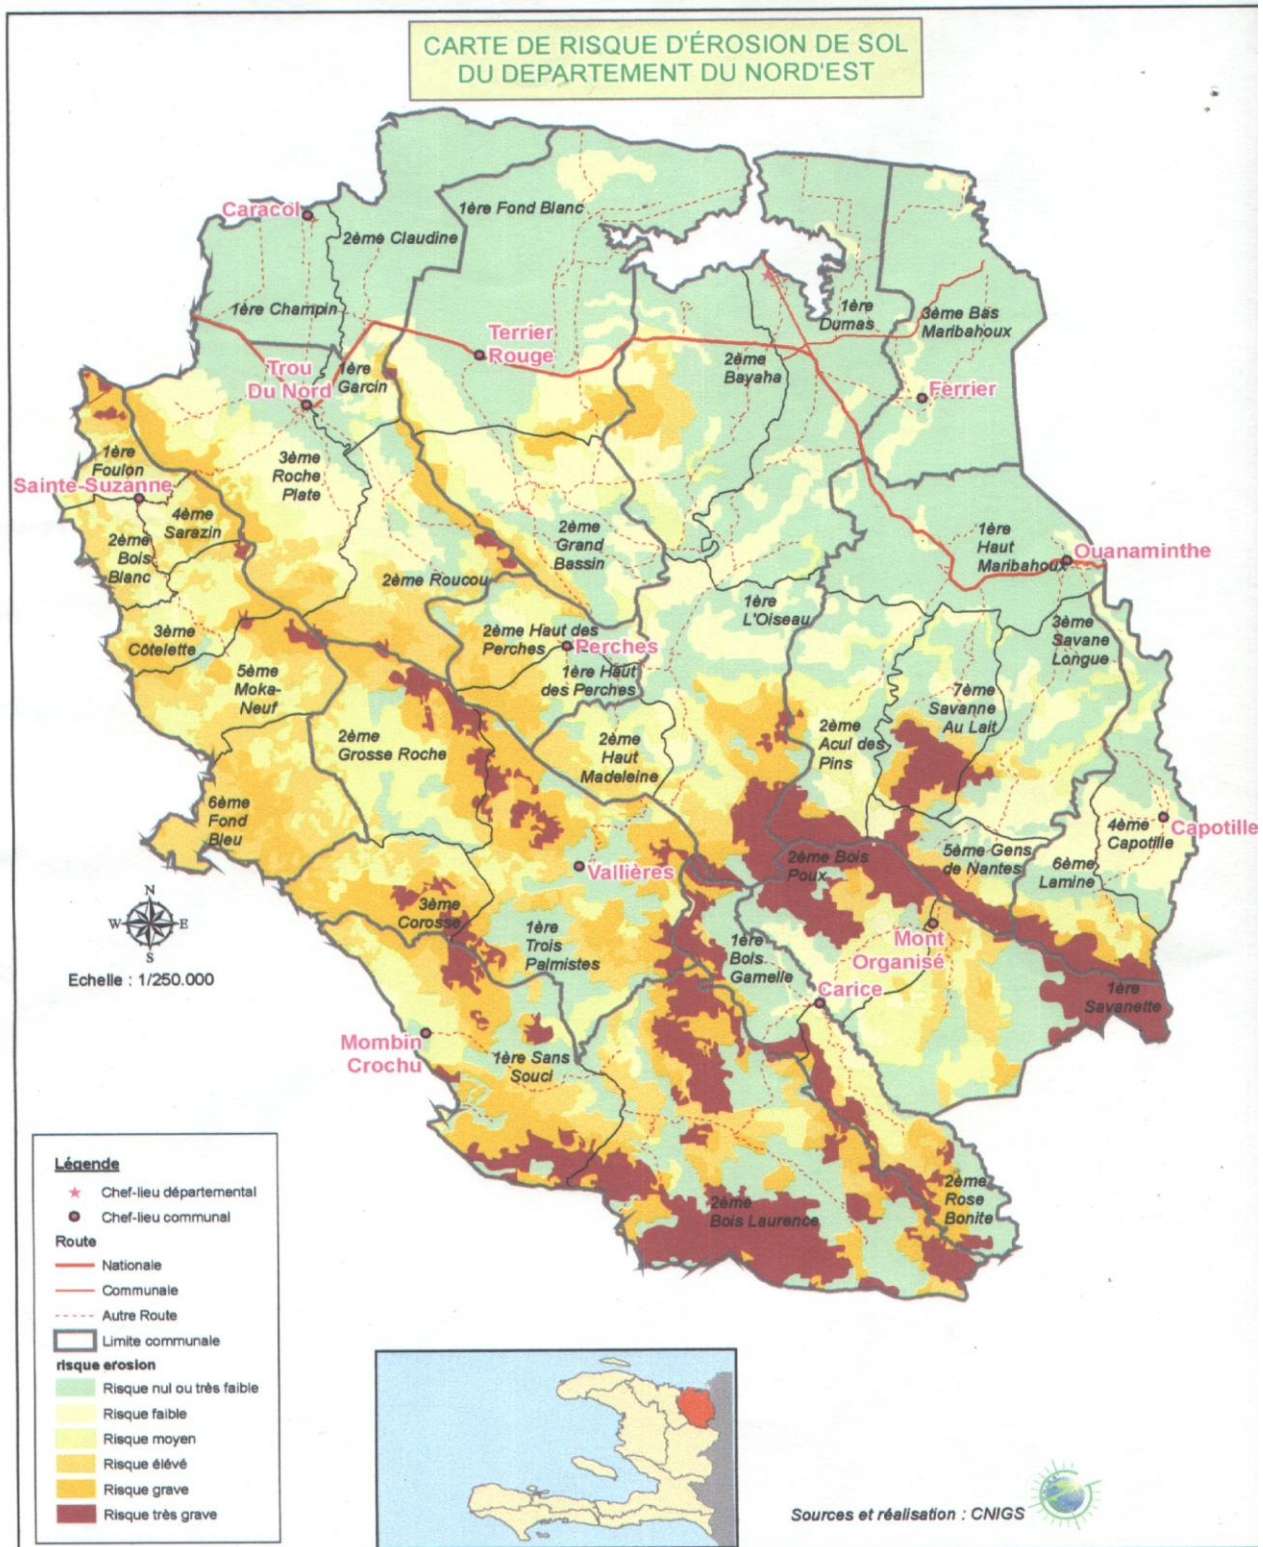 CARTE DE RISQUE D'ÉROSION DE SOL
DU DEPARTEMENT DU NORD'EST
Caracol
1ère Fond Blanc
2ème Claudine
1ère Champin
1ère
Dumas
3ème Bas
Maribahoux
Terrier
Rouge
Trou
Du Nord
1ère
Garcin
2ème
Bayaha
Ferrier
1ère
Foulon
Sainte-Suzanne
3ème
Roche
Plate
4ème
Sarazin
2ème
Bois
Blanc
2ème
Grand
Bassin
1ère
Haut
Maribahoux
Ouanaminthe
2ème Roucou
1ère
L'Oiseau
3ème
Savane
Longue
3ème
Côtelette
2ème Haut des
Perches
Perches
1ère Haut
des Perches
5ème
Moka-
Neuf
7ème
Savanne
Au Lait
2ème
Grosse Roche
2ème
Haut
Madeleine
2ème
Acul des
Pins
6ème
Fond
Bleu
4ème
Capotille
Capotille
Vallières
2ème Bois
Poux
5ème Gens
de Nantes
6ème
Lamine
3ème
Corosse
1ère
Trois
Palmistes
1ère
Bois
Gamelle
Mont
Organisé
N
W
E
S
Echelle : 1/250.000
Carice
1ère
Savanette
Mombin
Crochu
1ère Sans
Souci
2ème
Bois Laurence
2ème
Rose
Bonite
Légende
Chef-lieu départemental
Chef-lieu communal
Route
Nationale
Communale
Autre Route
Limite communale
risque erosion
Risque nul ou très faible
Risque faible
Risque moyen
Risque élévé
Risque grave
Risque très grave
Sources et réalisation : CNIGS